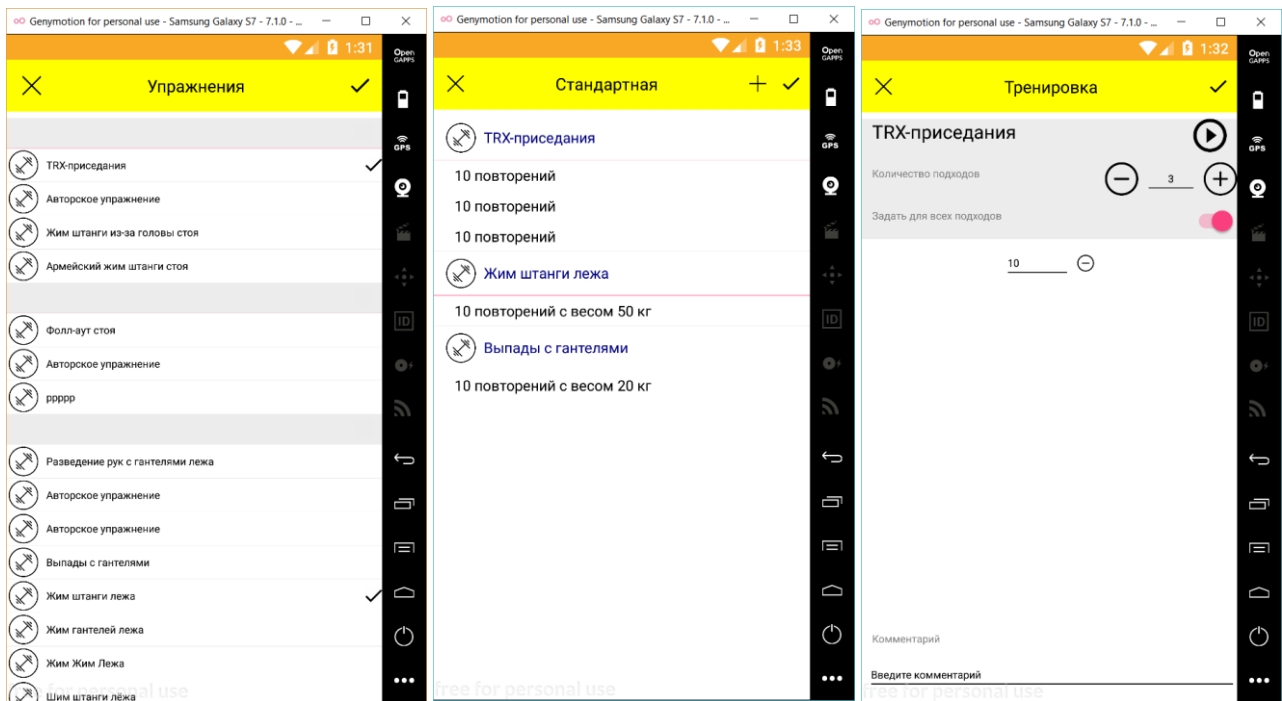 Genymotion for personal use - Samsung Galaxy S7 - 7.1.0 - ...
1:31
Open GAPPS
Упражнения
GPS
TRX-приседания
Авторское упражнение
Жим штанги из-за головы стоя
Армейский жим штанги стоя
ID
Фолл-аут стоя
Авторское упражнение
ррррр
Разведение рук с гантелями лежа
Авторское упражнение
Авторское упражнение
Выпады с гантелями
Жим штанги лежа
Жим гантелей лежа
Жим Жим Лежа
Шим штанги лёжа
for personal use
Genymotion for personal use - Samsung Galaxy S7 - 7.1.0 - ...
1:33
Open GAPPS
Стандартная
GPS
TRX-приседания
10 повторений
10 повторений
10 повторений
Жим штанги лежа
10 повторений с весом 50 кг
ID
Выпады с гантелями
10 повторений с весом 20 кг
free for personal use
Genymotion for personal use - Samsung Galaxy S7 - 7.1.0 - ...
1:32
Open GAPPS
Тренировка
TRX-приседания
GPS
Количество подходов
3
Задать для всех подходов
10
ID
Комментарий
Введите комментарий
free for personal use